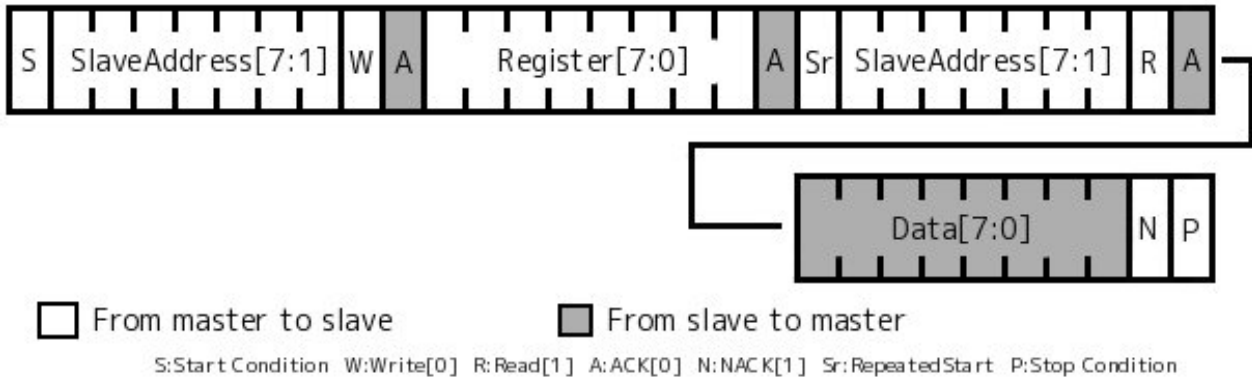 S SlaveAddress[7:1] W A Register[7:0] A Sr SlaveAddress[7:1] R A
Data[7:0] N P
From master to slave From slave to master
S:Start Condition W:Write[0] R:Read[1] A:ACK[0] N:NACK[1] Sr:RepeatedStart P:Stop Condition